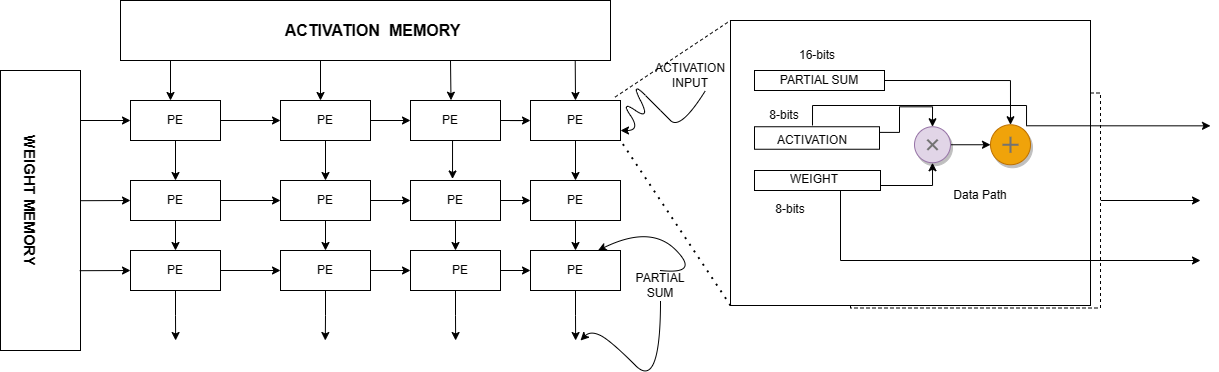 ACTIVATION MEMORY
WEIGHT MEMORY
PE PE PE PE
PE PE PE PE
PE PE PE PE
ACTIVATION
INPUT
PARTIAL
SUM
16-bits
PARTIAL SUM
8-bits
ACTIVATION
×
+
WEIGHT
8-bits
Data Path